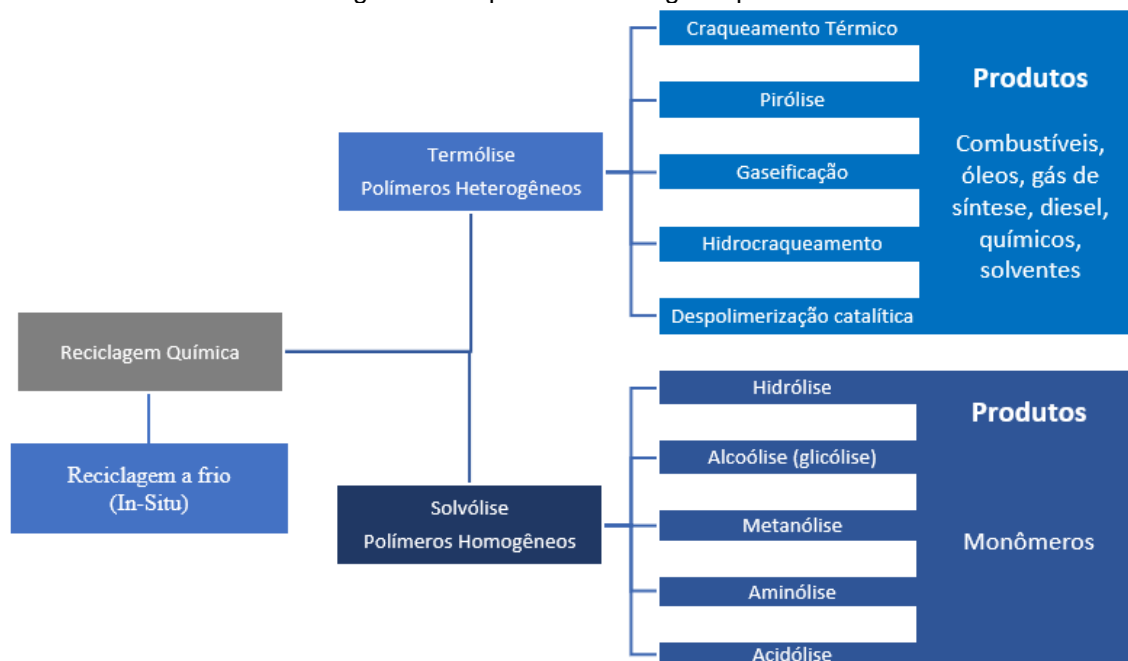 Craqueamento Térmico
Pirólise
Gaseificação
Hidrocraqueamento
Despolimerização catalítica
Produtos
Combustíveis,
óleos, gás de
síntese, diesel,
químicos,
solventes
Termólise
Polímeros Heterogêneos
Reciclagem Química
Reciclagem a frio
(In-Situ)
Solvólise
Polímeros Homogêneos
Hidrólise
Alcoólise (glicólise)
Metanólise
Aminólise
Acidólise
Produtos
Monômeros